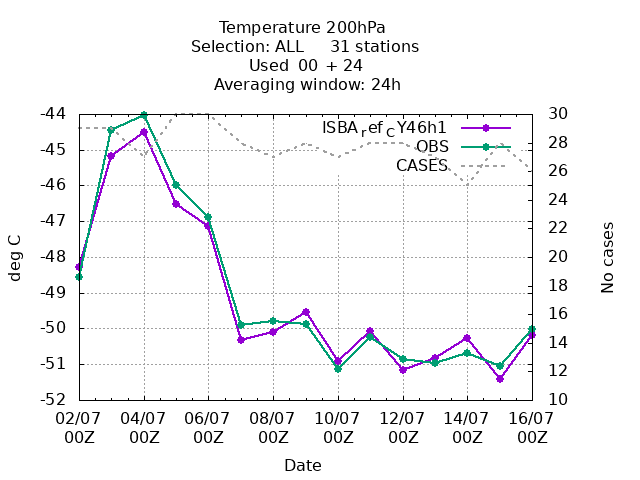 Temperature 200hPa
Selection: ALL 31 stations
Used 00 + 24
Averaging window: 24h
ISBA_ref_CY46h1
OBS
CASES
deg C
-44
-45
-46
-47
-48
-49
-50
-51
-52
No cases
30
28
26
24
22
20
18
16
14
12
10
02/07 04/07 06/07 08/07 10/07 12/07 14/07 16/07
00Z 00Z 00Z 00Z 00Z 00Z 00Z 00Z
Date